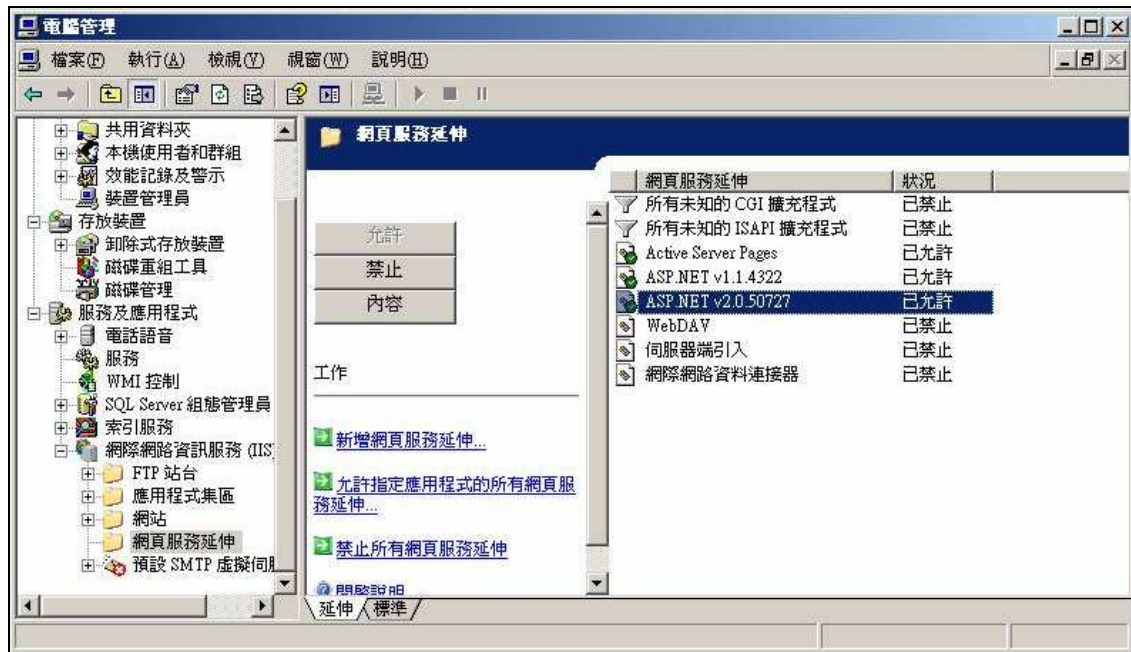 電腦管理
檔案(F) 執行(A) 檢視(V) 視窗(W) 說明(H)
共用資料夾
本機使用者和群組
效能記錄及警示
裝置管理員
存放裝置
卸除式存放裝置
磁碟重組工具
磁碟管理
服務及應用程式
電話語音
服務
WMI 控制
SQL Server 組態管理員
索引服務
網際網路資訊服務 (IIS)
FTP 站台
應用程式集區
網站
網頁服務延伸
預設 SMTP 虛擬伺服
網頁服務延伸
允許
禁止
內容
工作
新增網頁服務延伸...
允許指定應用程式的所有網頁服
務延伸...
禁止所有網頁服務延伸
開啟說明
網頁服務延伸 狀況
所有未知的 CGI 擴充程式 已禁止
所有未知的 ISAPI 擴充程式 已禁止
Active Server Pages 已允許
ASP.NET v1.1.4322 已允許
ASP.NET v2.0.50727 已允許
WebDAV 已禁止
伺服器端引入 已禁止
網際網路資料連接器 已禁止
延伸 標準